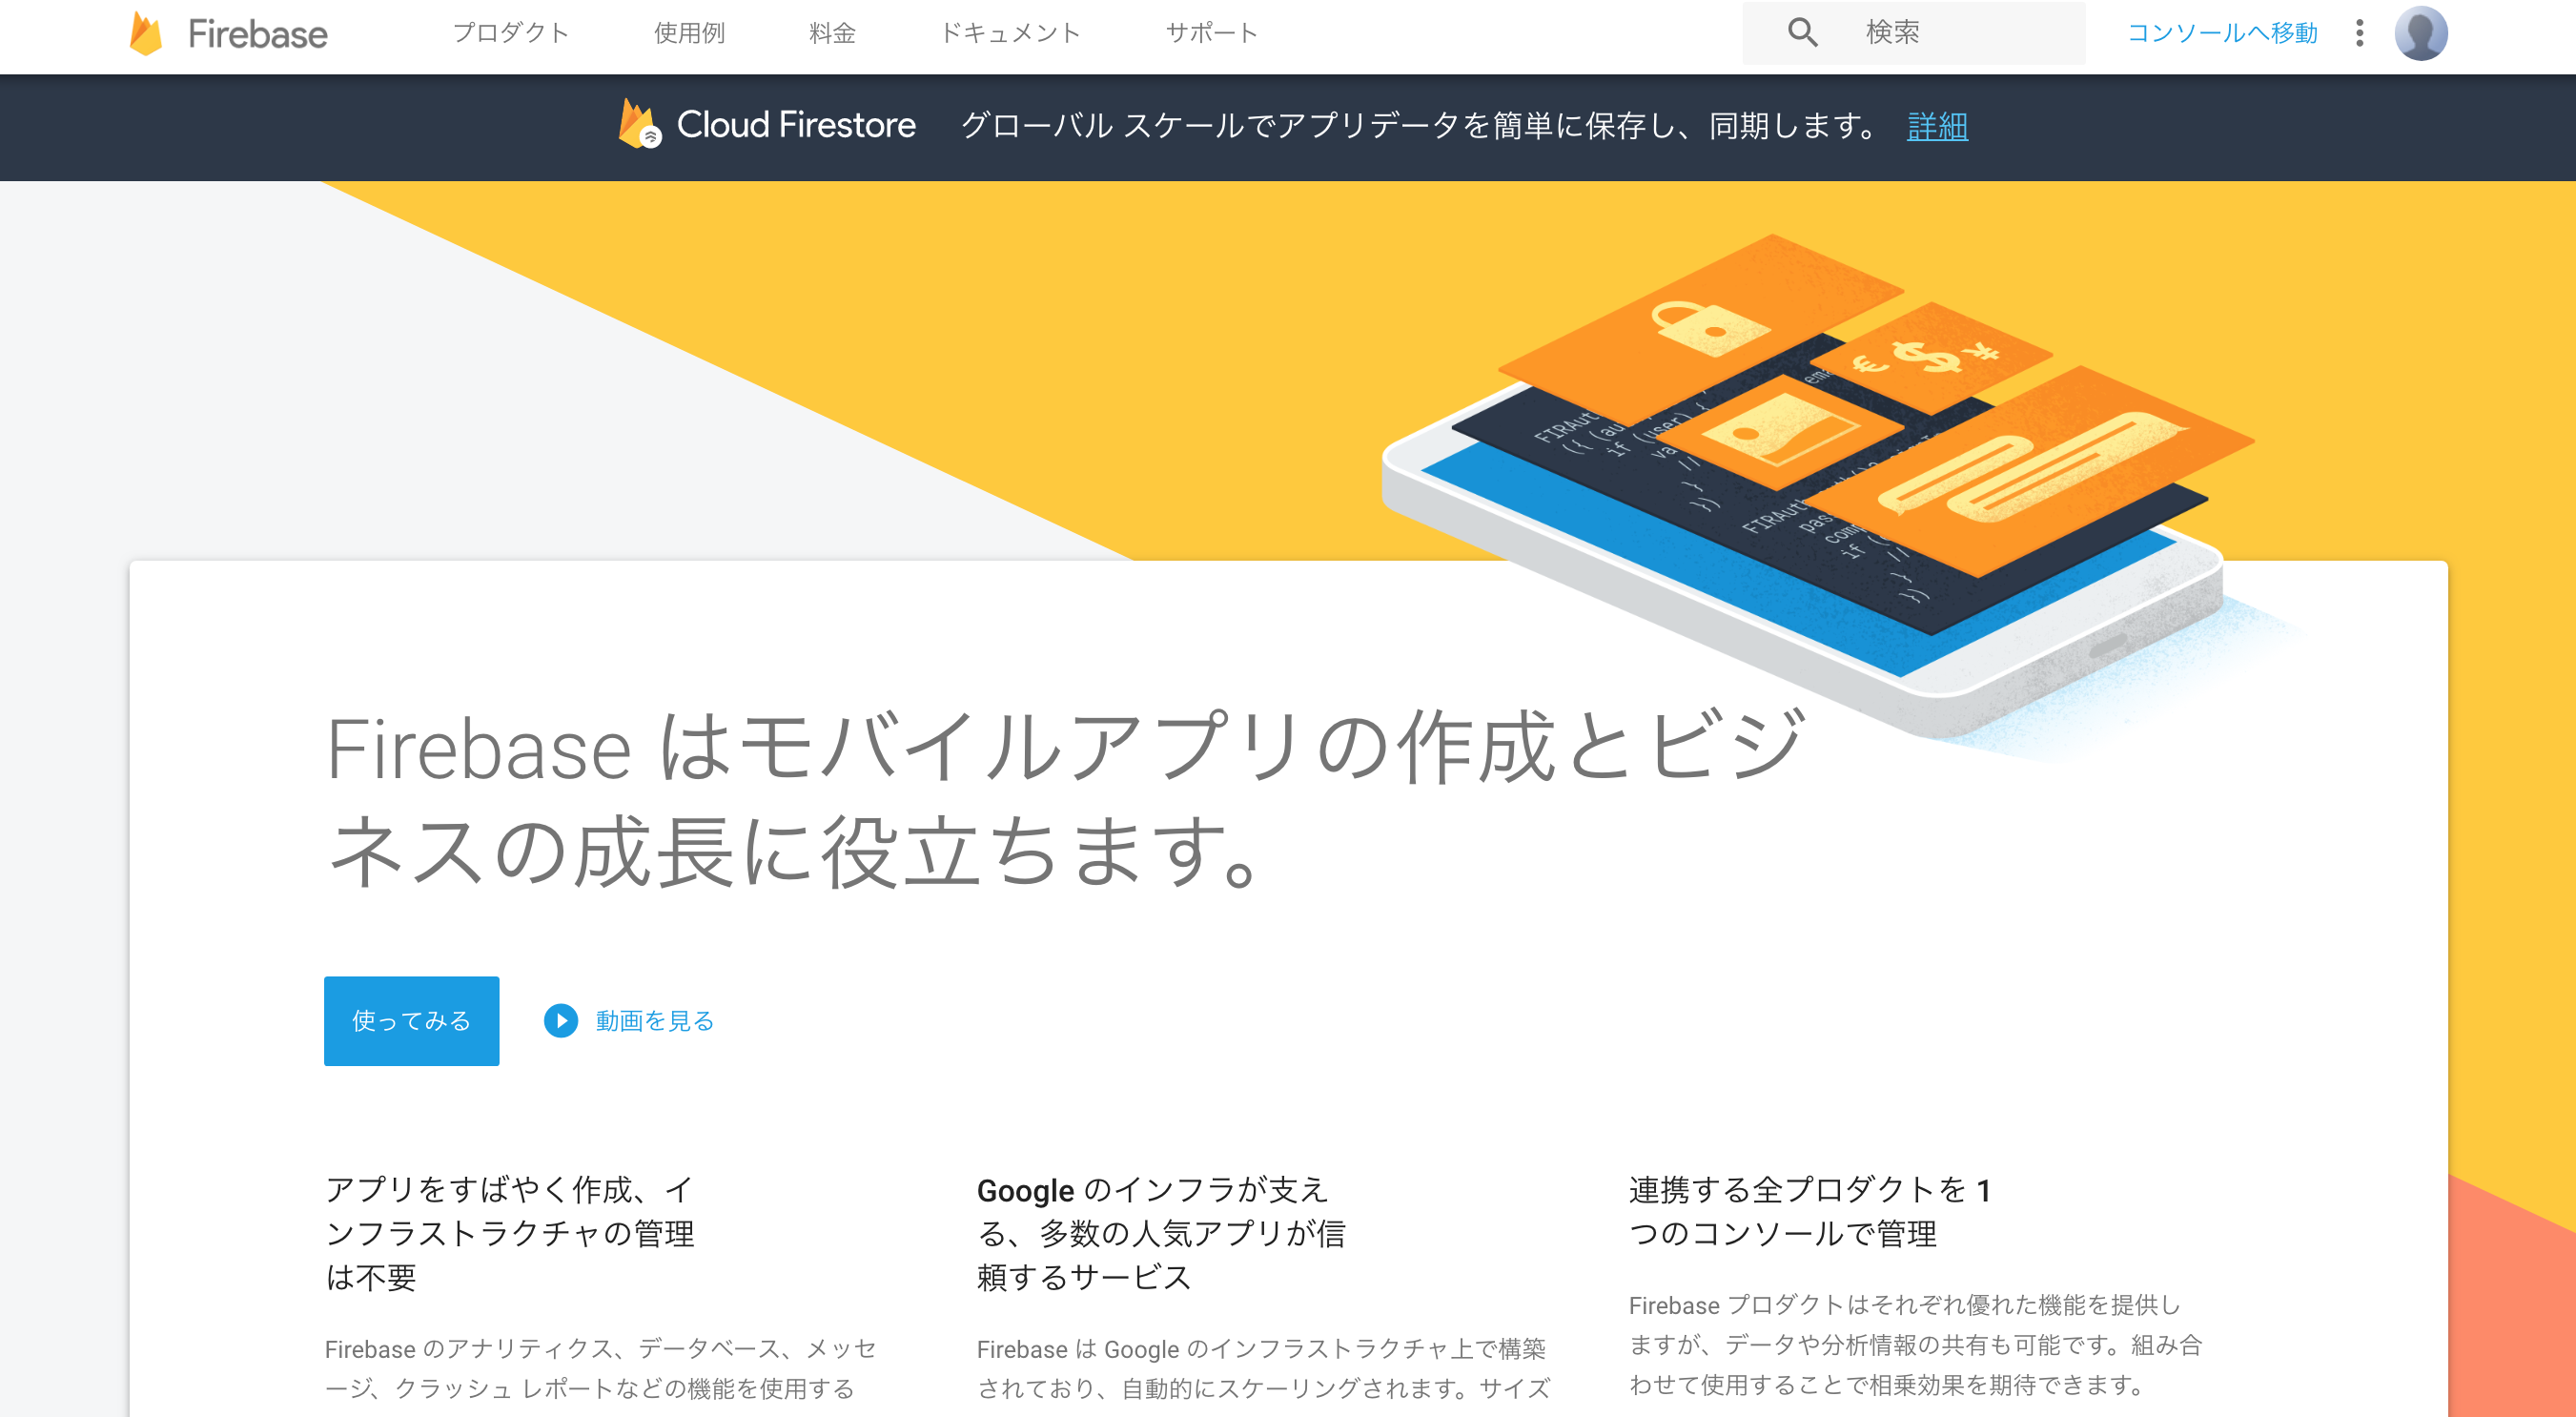 Firebase
プロダクト 使用例 料金 ドキュメント サポート
検索
コンソールへ移動
Cloud Firestore グローバル スケールでアプリデータを簡単に保存し、同期します。 詳細
Firebase はモバイルアプリの作成とビジ
ネスの成長に役立ちます。
使ってみる 動画を見る
アプリをすばやく作成、イ
ンフラストラクチャの管理
は不要
Firebase のアナリティクス、データベース、メッセ
ージ、クラッシュ レポートなどの機能を使用する
Google のインフラが支え
る、多数の人気アプリが信
頼するサービス
Firebase は Google のインフラストラクチャ上で構築
されており、自動的にスケーリングされます。サイズ
連携する全プロダクトを 1
つのコンソールで管理
Firebase プロダクトはそれぞれ優れた機能を提供し
ますが、データや分析情報の共有も可能です。組み合
わせて使用することで相乗効果を期待できます。